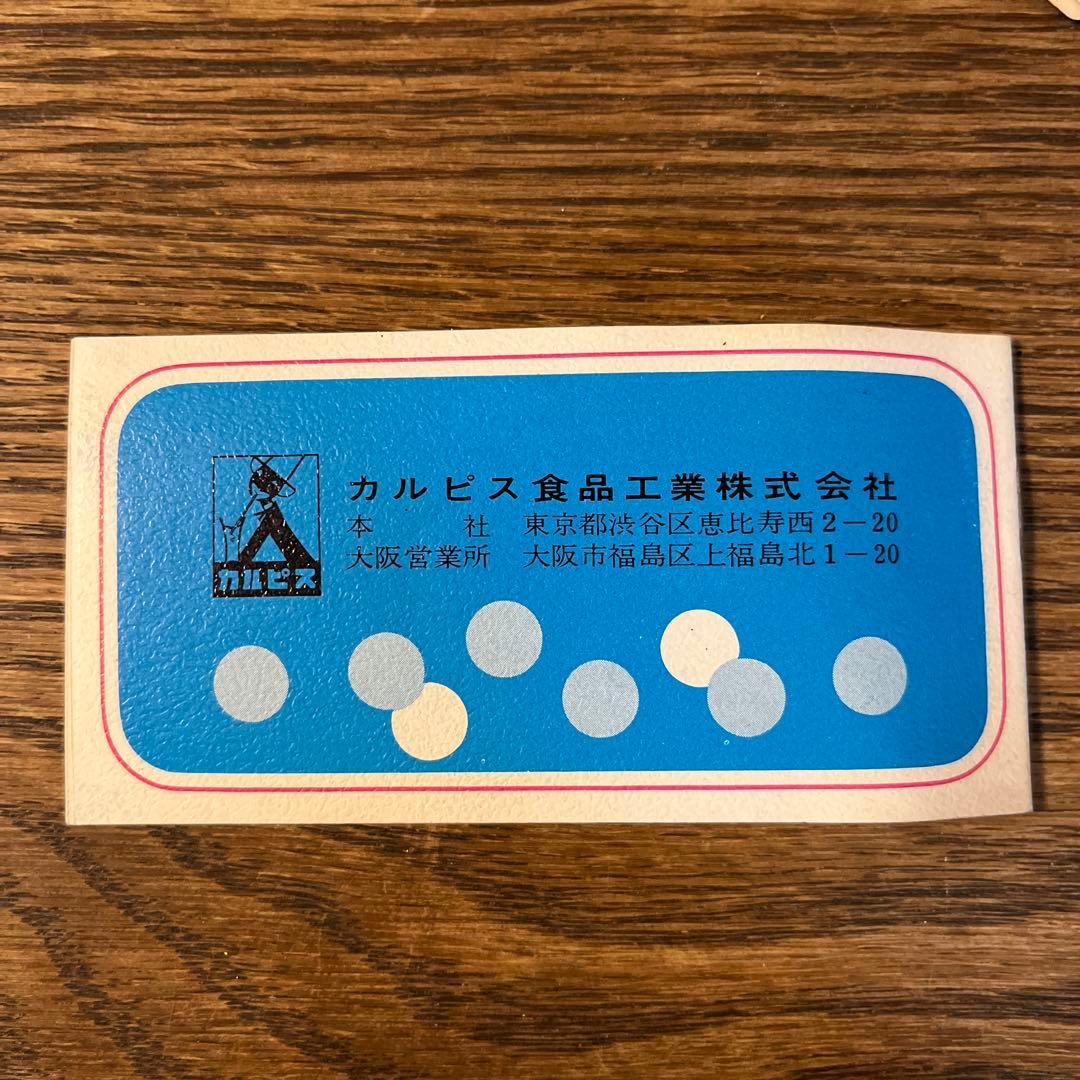 カルピス
カルピス食品工業株式会社
本　　社　東京都渋谷区恵比寿西2−20
大阪営業所　大阪市福島区上福島北1−20